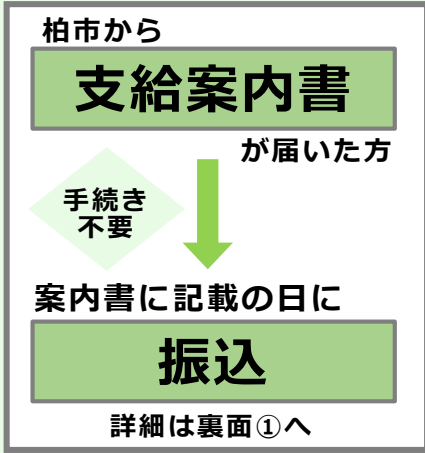 柏市から
支給案内書
が届いた方
手続き
不要
案内書に記載の日に
振込
詳細は裏面①へ